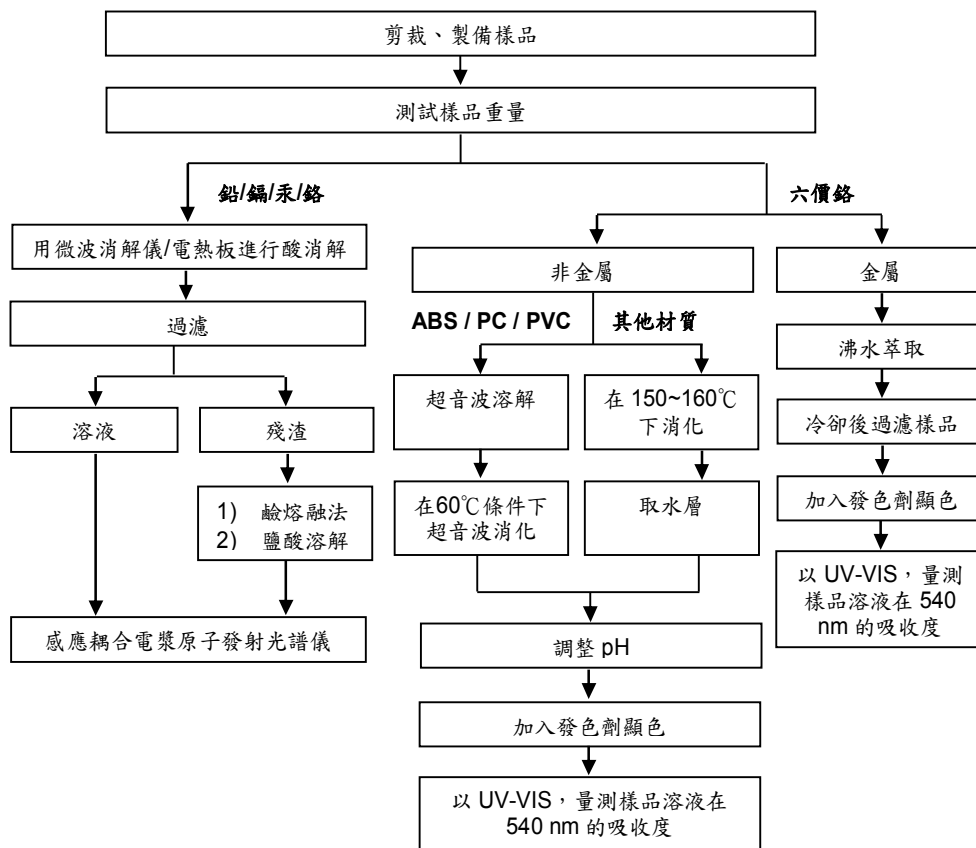 剪裁、製備樣品
測試樣品重量
鉛/鎘/汞/鉻
六價鉻
用微波消解儀/電熱板進行酸消解
非金屬
金屬
過濾
ABS / PC / PVC
其他材質
沸水萃取
溶液
殘渣
超音波溶解
在 150~160℃
下消化
冷卻後過濾樣品
1) 鹼熔融法
2) 鹽酸溶解
在60℃條件下
超音波消化
取水層
加入發色劑顯色
以 UV-VIS，量測
樣品溶液在 540
nm 的吸收度
感應耦合電漿原子發射光譜儀
調整 pH
加入發色劑顯色
以 UV-VIS，量測樣品溶液在
540 nm 的吸收度